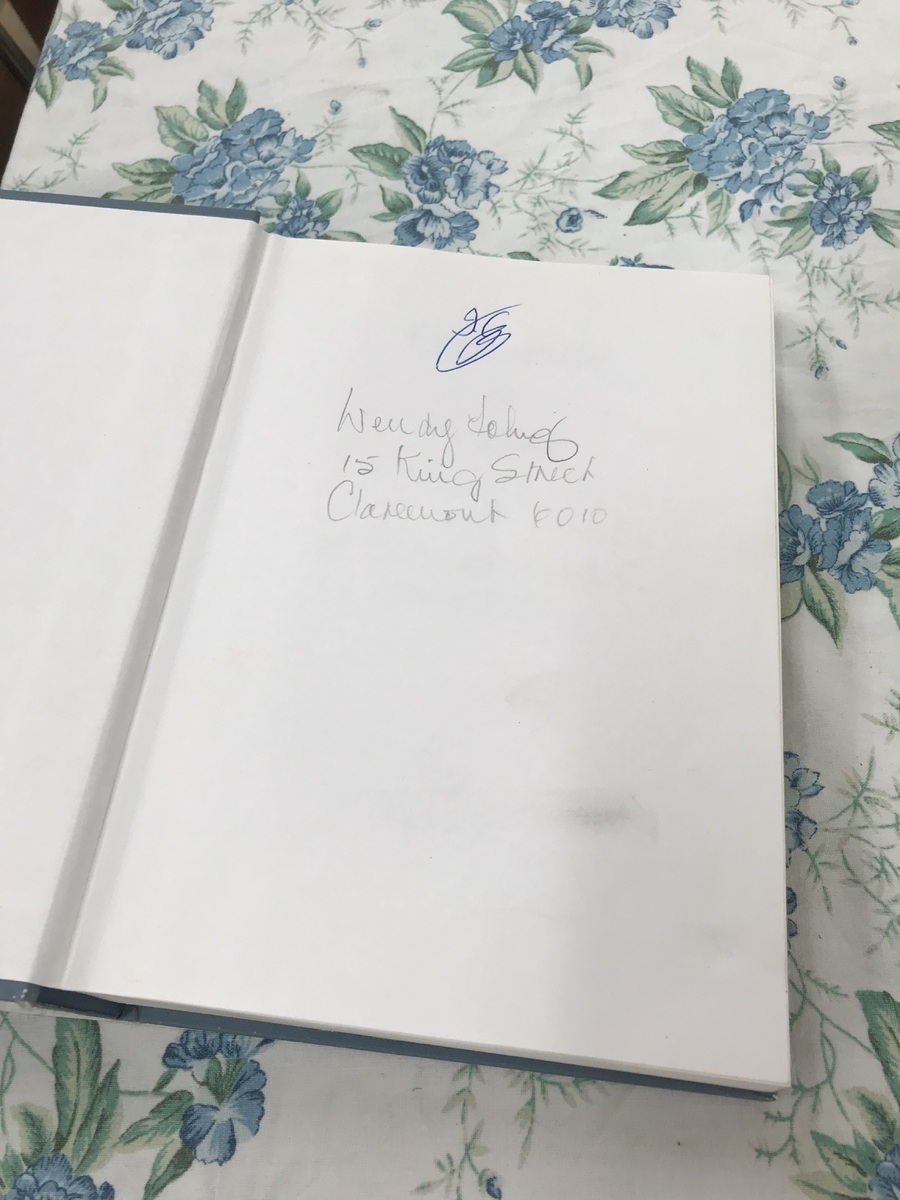 Wendy
15 King Street
Claremont 6010